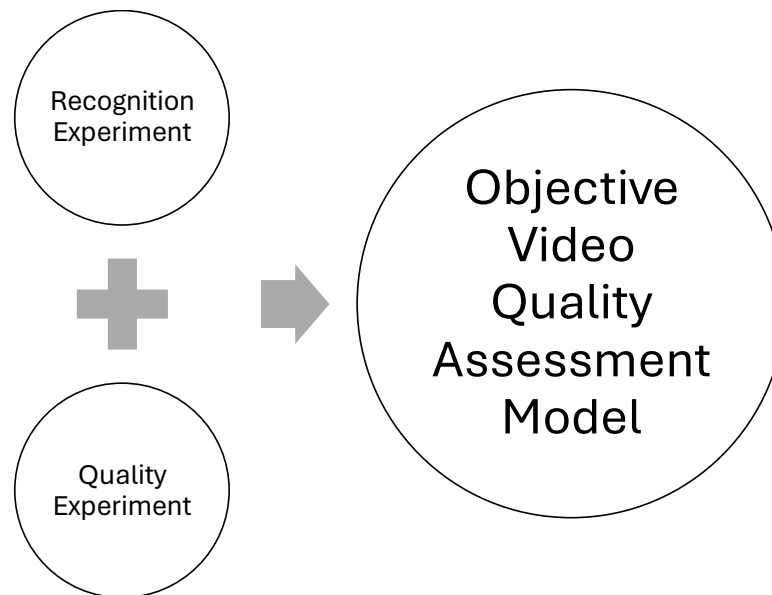 Recognition
Experiment
Quality
Experiment
Objective
Video
Quality
Assessment
Model